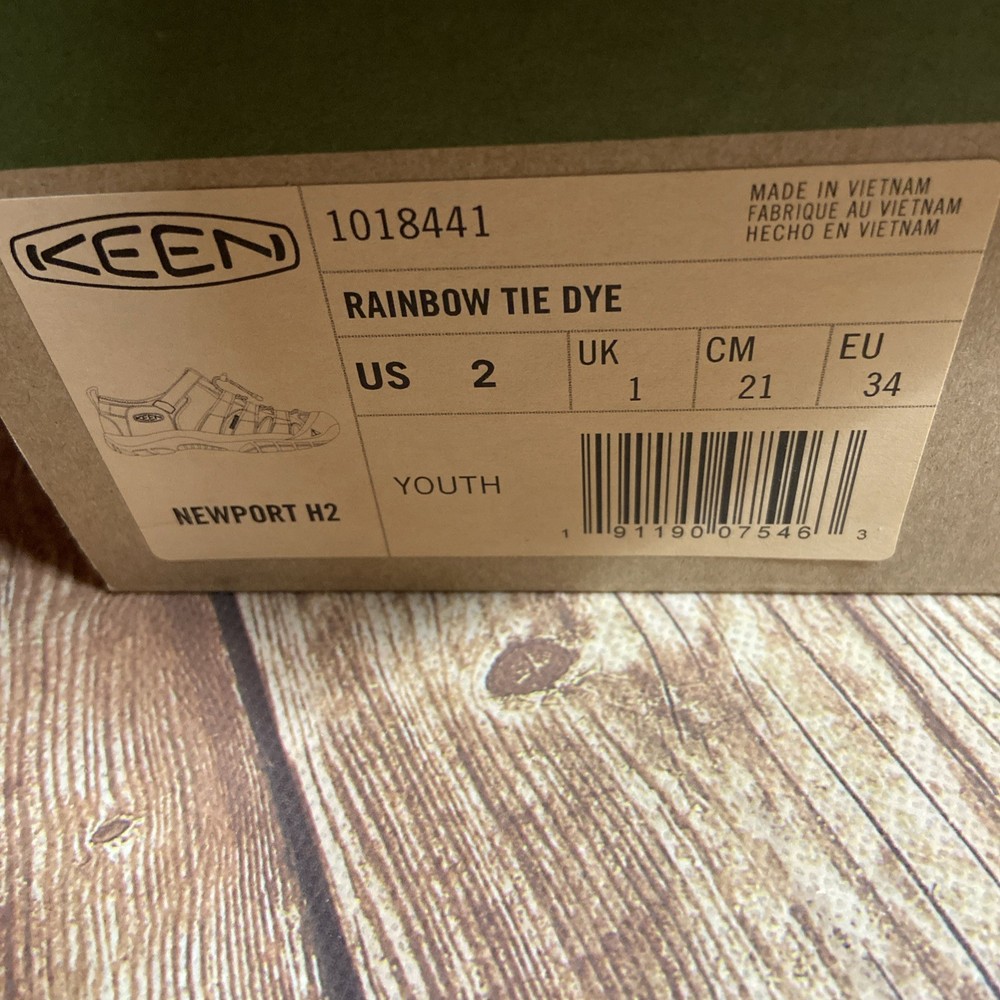 KEEN
1018441
MADE IN VIETNAM
FABRIQUE AU VIETNAM
HECHO EN VIETNAM
RAINBOW TIE DYE
US 2
UK 1
CM 21
EU 34
KEEN
NEWPORT H2
YOUTH
1 91190 07546 3